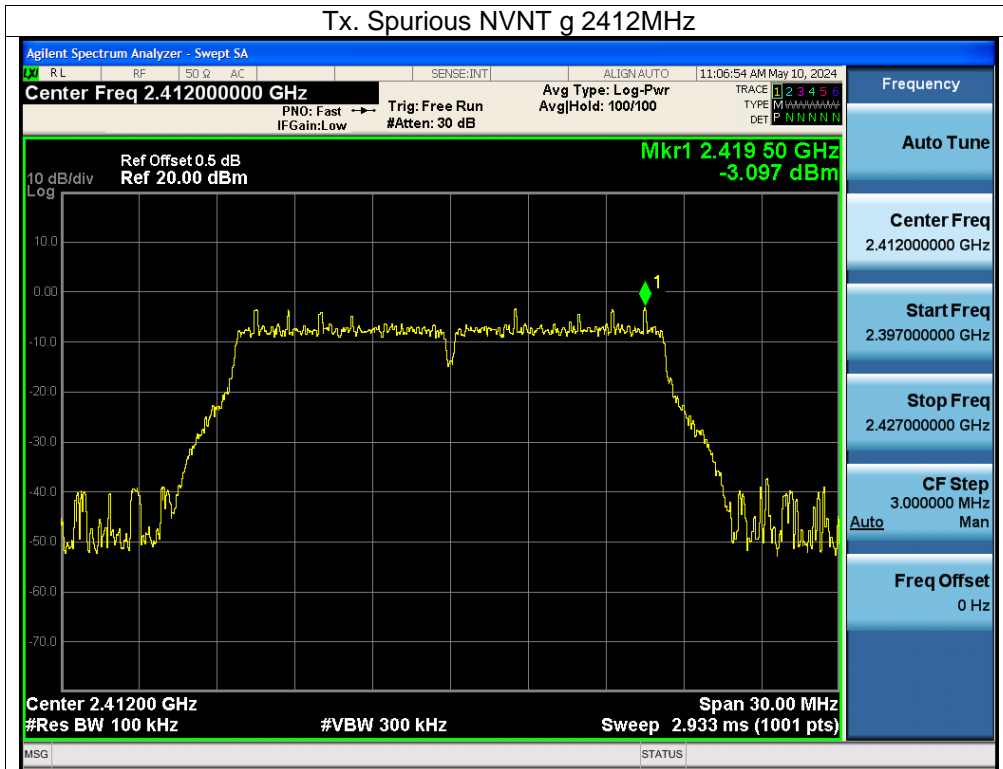 Tx. Spurious NVNT g 2412MHz
Agilent Spectrum Analyzer - Swept SA
LXI RL RF 50 Ω AC SENSE:INT ALIGN AUTO 11:06:54 AM May 10, 2024
Center Freq 2.412000000 GHz
PNO: Fast
IFGain:Low
Trig: Free Run
#Atten: 30 dB
Avg Type: Log-Pwr
Avg|Hold: 100/100
TRACE 1 2 3 4 5 6
TYPE M WWWWW
DET P N N N N N
Mkr1 2.419 50 GHz
-3.097 dBm
Ref Offset 0.5 dB
10 dB/div Ref 20.00 dBm
Log
10.0
0.00
-10.0
-20.0
-30.0
-40.0
-50.0
-60.0
-70.0
1
Center 2.41200 GHz Span 30.00 MHz
#Res BW 100 kHz #VBW 300 kHz Sweep 2.933 ms (1001 pts)
MSG STATUS
Frequency
Auto Tune
Center Freq
2.412000000 GHz
Start Freq
2.397000000 GHz
Stop Freq
2.427000000 GHz
CF Step
3.000000 MHz
Auto Man
Freq Offset
0 Hz